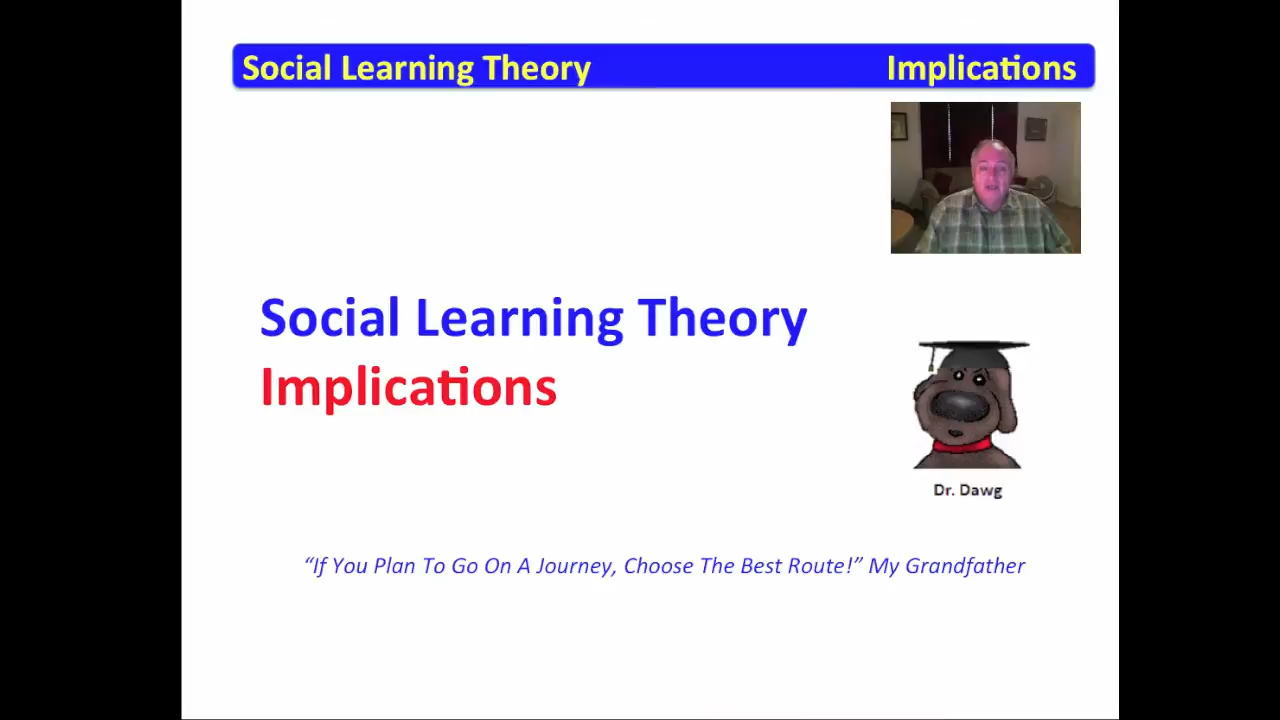 Social Learning Theory Implications
Social Learning Theory
Implications
Dr. Dawg
“If You Plan To Go On A Journey, Choose The Best Route!” My Grandfather